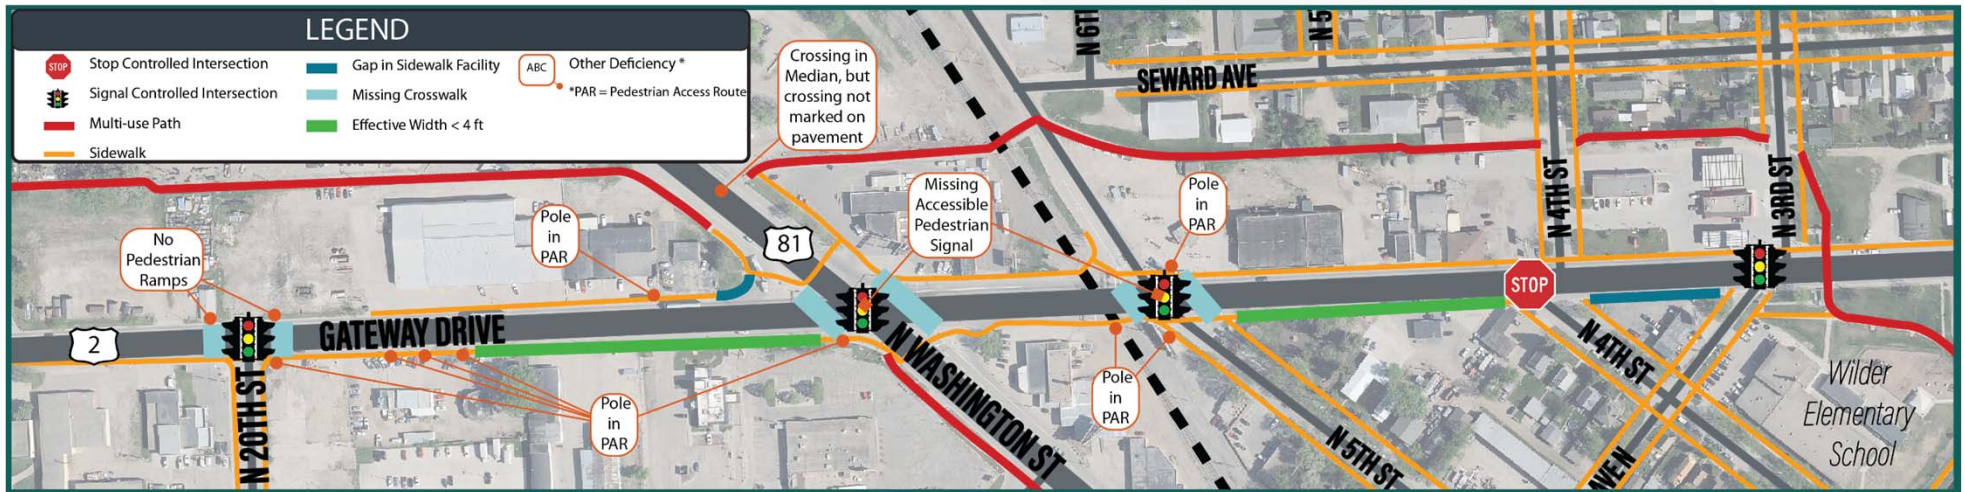 LEGEND
STOP
Stop Controlled Intersection
Signal Controlled Intersection
Multi-use Path
Sidewalk
Gap in Sidewalk Facility
Missing Crosswalk
Effective Width < 4 ft
ABC
Other Deficiency *
*PAR = Pedestrian Access Route
Crossing in
Median, but
crossing not
marked on
pavement
N 6TH
N 5
SEWARD AVE
No
Pedestrian
Ramps
Pole
in
PAR
81
Missing
Accessible
Pedestrian
Signal
Pole
in
PAR
N 4TH ST
N 3RD ST
STOP
2
GATEWAY DRIVE
N 20TH ST
Pole
in
PAR
N WASHINGTON ST
Pole
in
PAR
N 5TH ST
N 4TH ST
AVEN
Wilder
Elementary
School